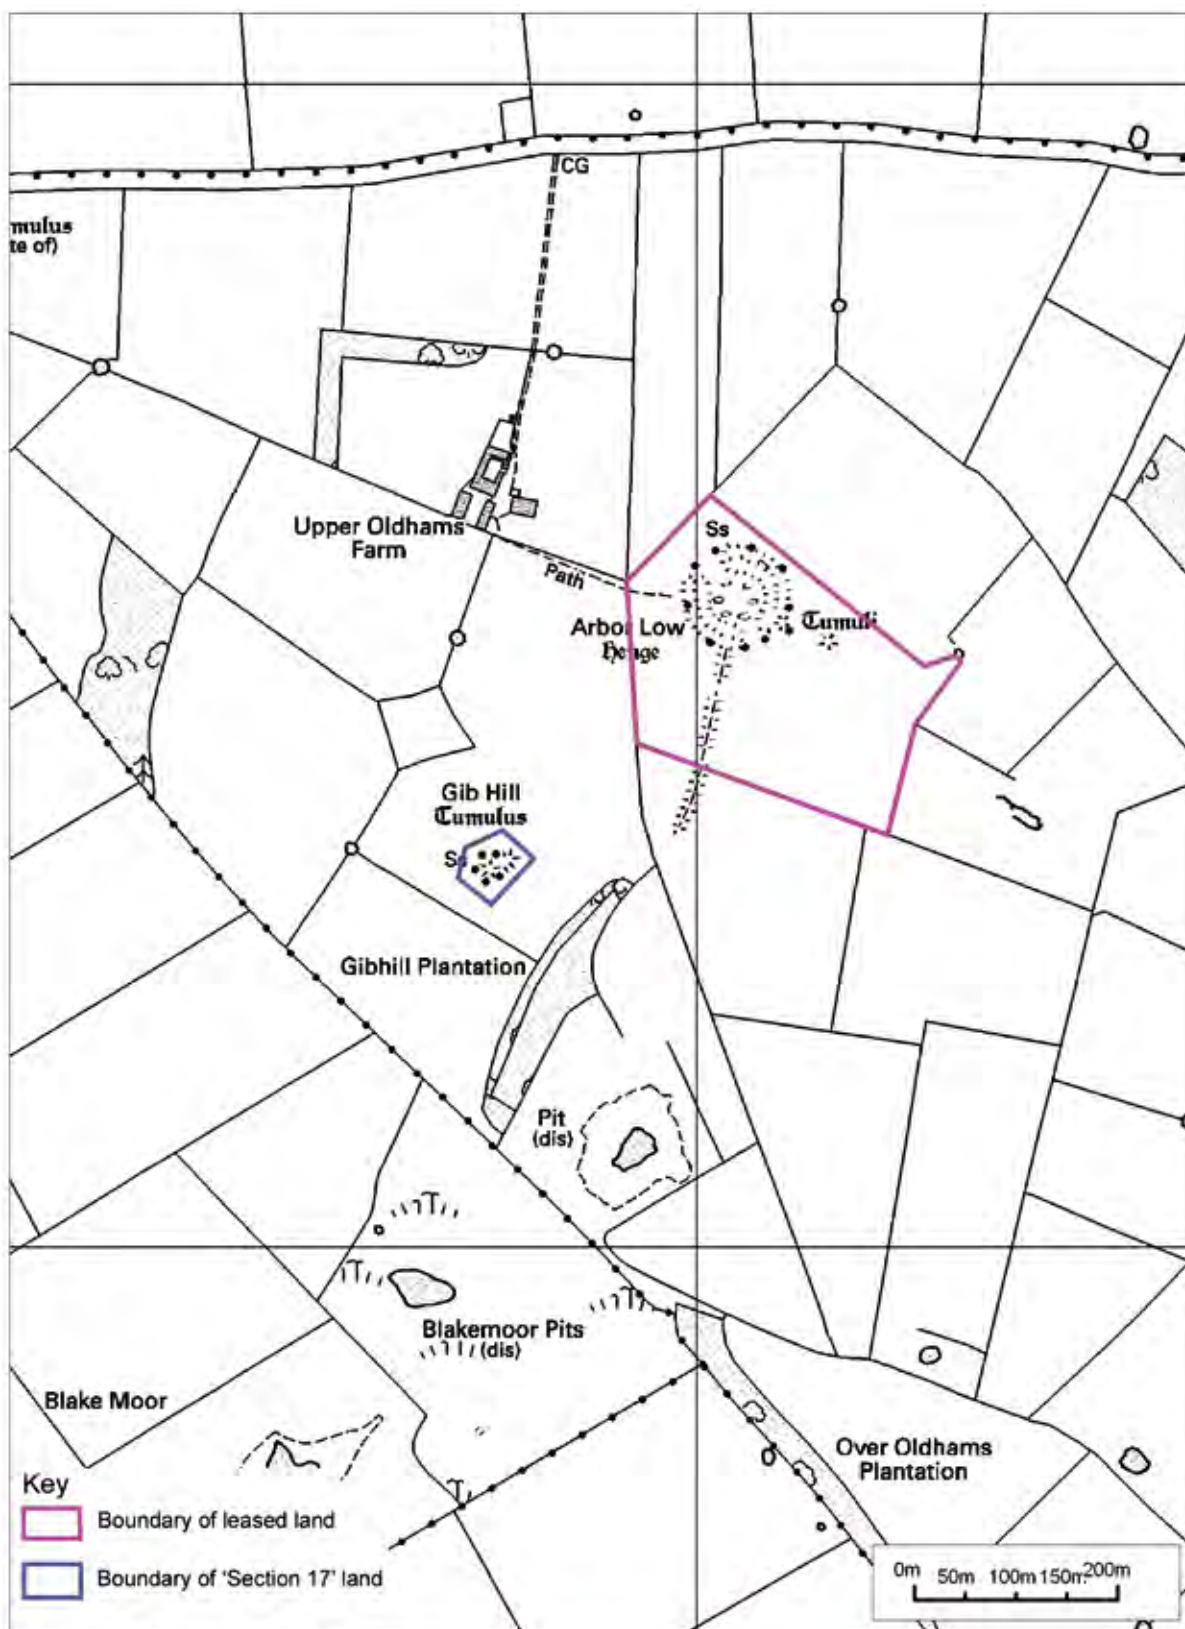 CG
mulus
te of)
Upper Oldhams
Farm
Path
Ss
Arbor Low
Henge
Tumuli
Gib Hill
Tumulus
Ss
Gibhill Plantation
Pit
(dis)
Blakemoor Pits
(dis)
Blake Moor
Over Oldhams
Plantation
Key
Boundary of leased land
Boundary of 'Section 17' land
0m 50m 100m 150m 200m